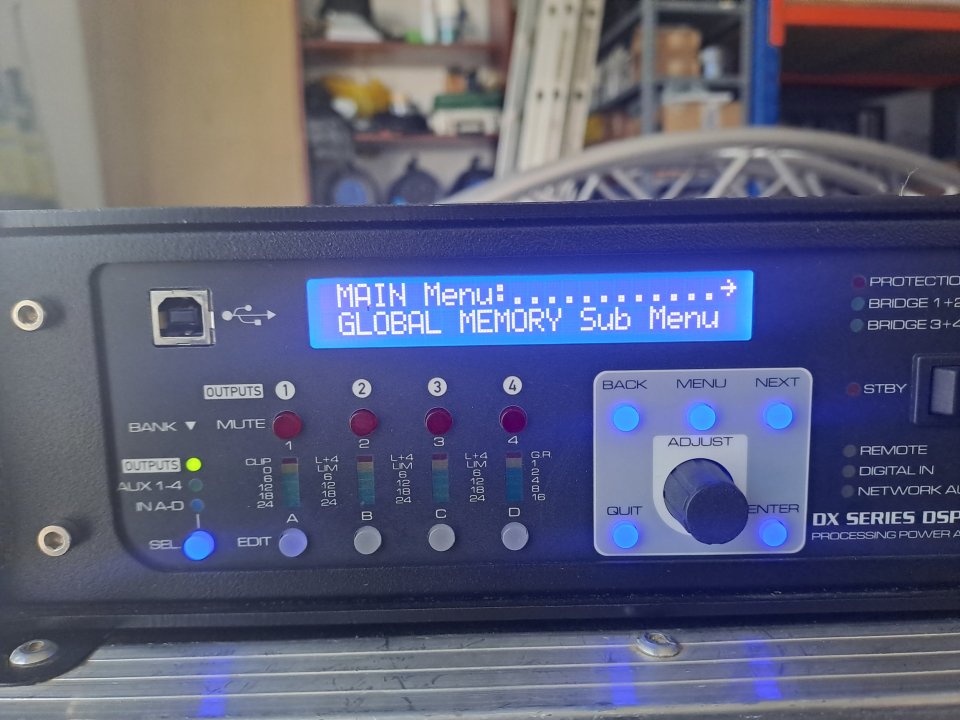 MAIN Menu:............→
GLOBAL MEMORY Sub Menu
PROTECTIO
BRIDGE 1+2
BRIDGE 3+4
OUTPUTS 1 2 3 4
BANK ▼ MUTE
1 2 3 4
BACK MENU NEXT
STBY
ADJUST
OUTPUTS
AUX 1-4
IN A-D
CLIP 0 6 12 18 24
L+4 LIM 6 12 18 24
L+4 LIM 6 12 18 24
L+4 LIM 6 12 18 24
G.R 1 2 4 8 16
REMOTE
DIGITAL IN
NETWORK AU
A B C D
SEL EDIT
QUIT ENTER
DX SERIES DSP
PROCESSING POWER A